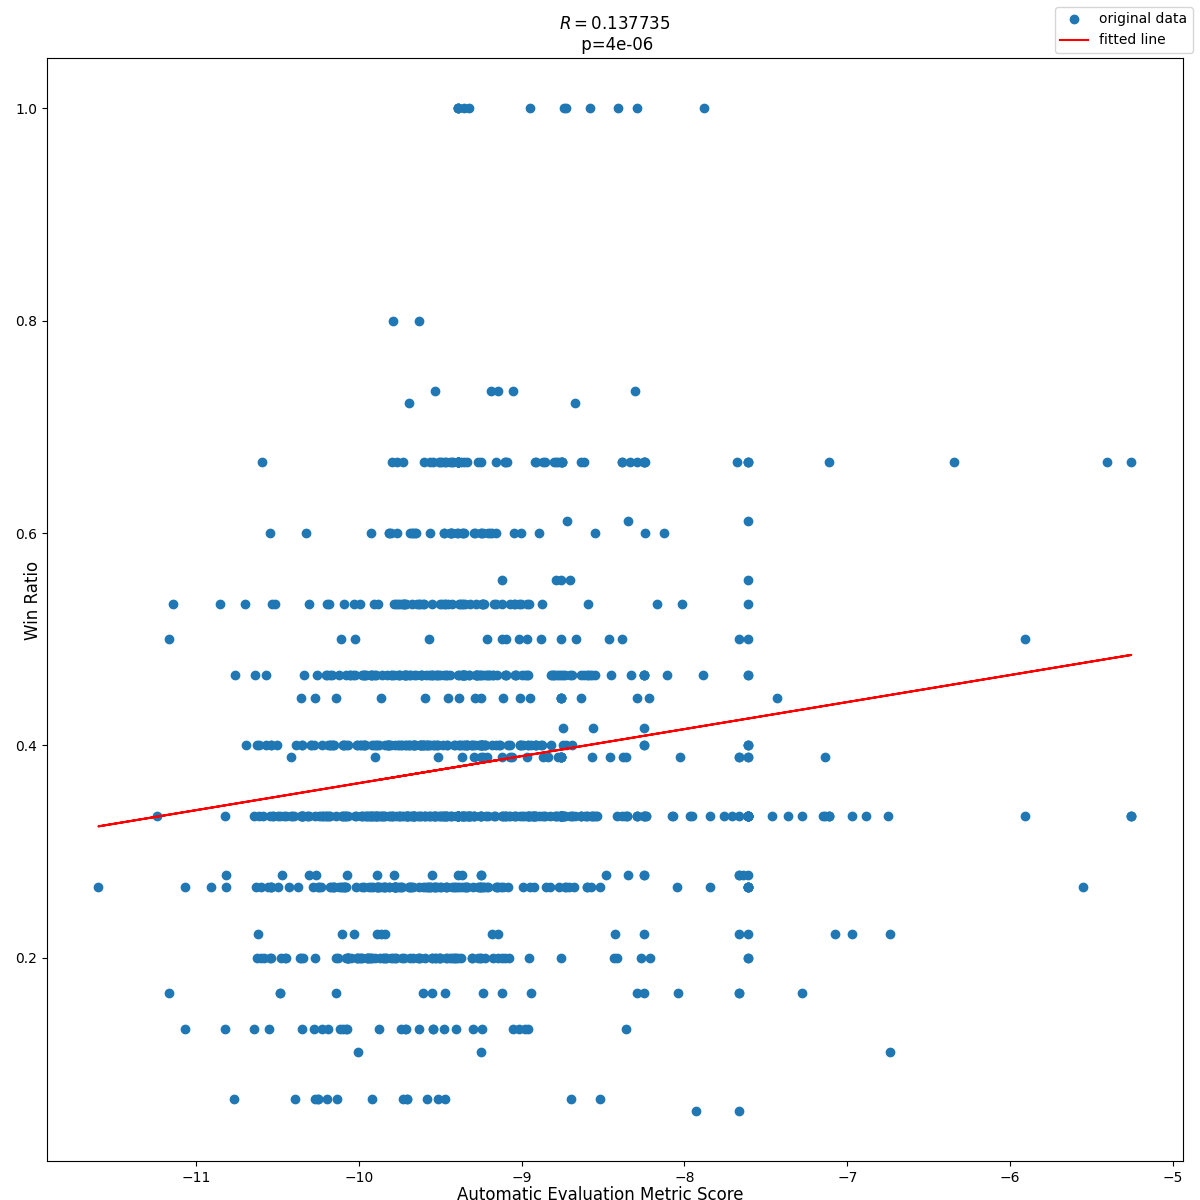 R = 0.137735
p=4e-06
original data
fitted line
1.0
0.8
0.6
0.4
0.2
Win Ratio
−11
−10
−9
−8
−7
−6
−5
Automatic Evaluation Metric Score